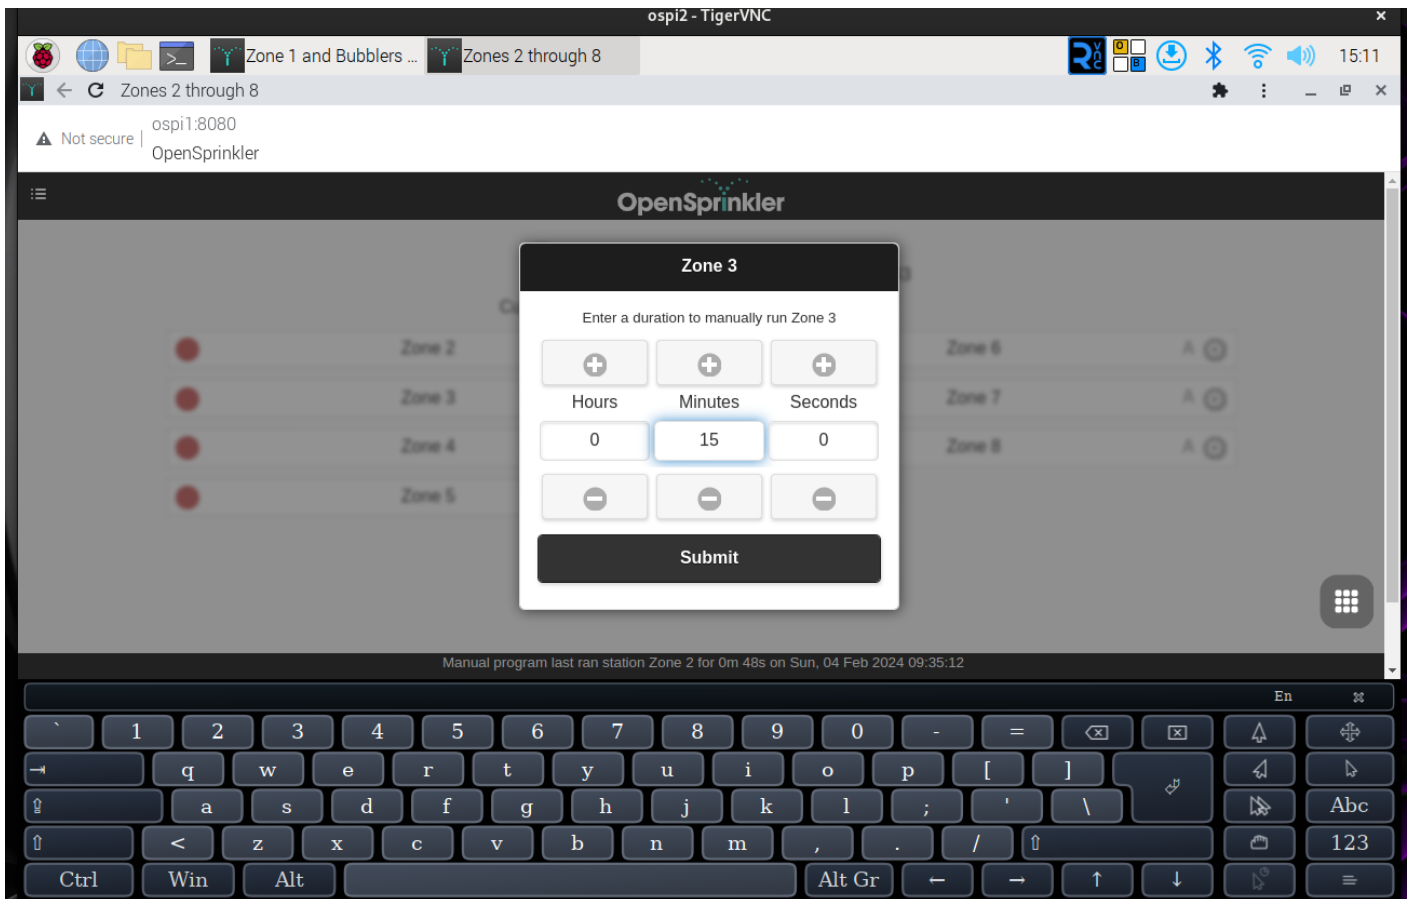 ospi2 - TigerVNC
Zone 1 and Bubblers ... Zones 2 through 8 15:11
Zones 2 through 8
Not secure
ospi1:8080
OpenSprinkler
OpenSprinkler
Zone 3
Enter a duration to manually run Zone 3
Zone 2 Zone 6 A
Zone 3 Zone 7 A
Zone 4 Zone 8 A
Zone 5
Hours Minutes Seconds
0 15 0
Submit
Manual program last ran station Zone 2 for 0m 48s on Sun, 04 Feb 2024 09:35:12
En
` 1 2 3 4 5 6 7 8 9 0 - =
q w e r t y u i o p [ ]
a s d f g h j k l ; ' \ Abc
< z x c v b n m , . / 123
Ctrl Win Alt Alt Gr ← → ↑ ↓